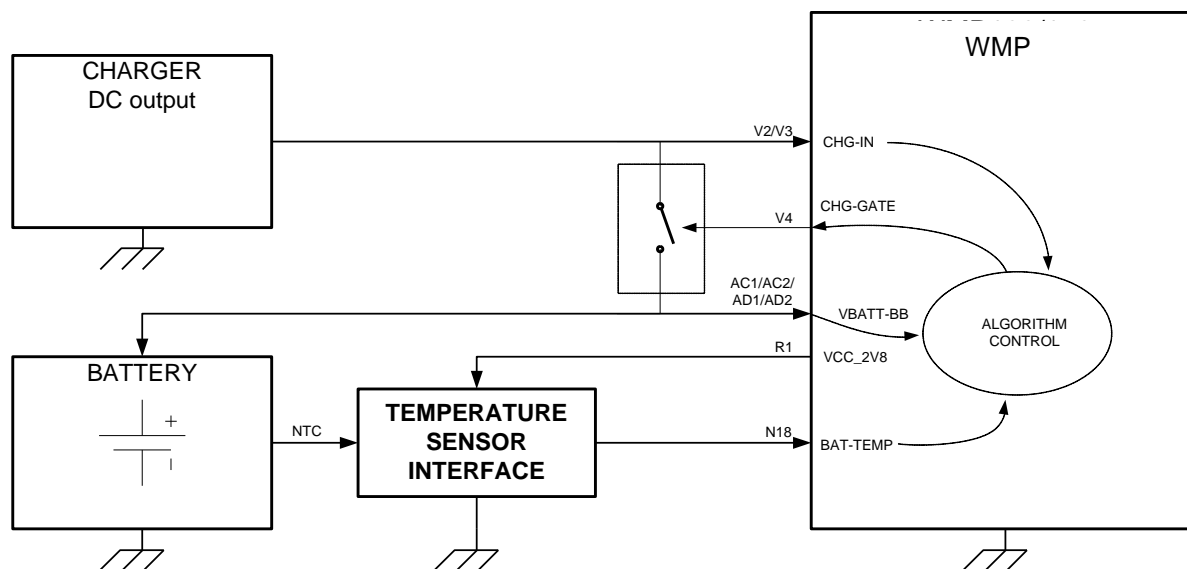 WMP
CHARGER
DC output
V2/V3
CHG-IN
CHG-GATE
V4
AC1/AC2/
AD1/AD2
VBATT-BB
ALGORITHM
CONTROL
R1
VCC_2V8
BATTERY
+
NTC
TEMPERATURE
SENSOR
INTERFACE
N18
BAT-TEMP